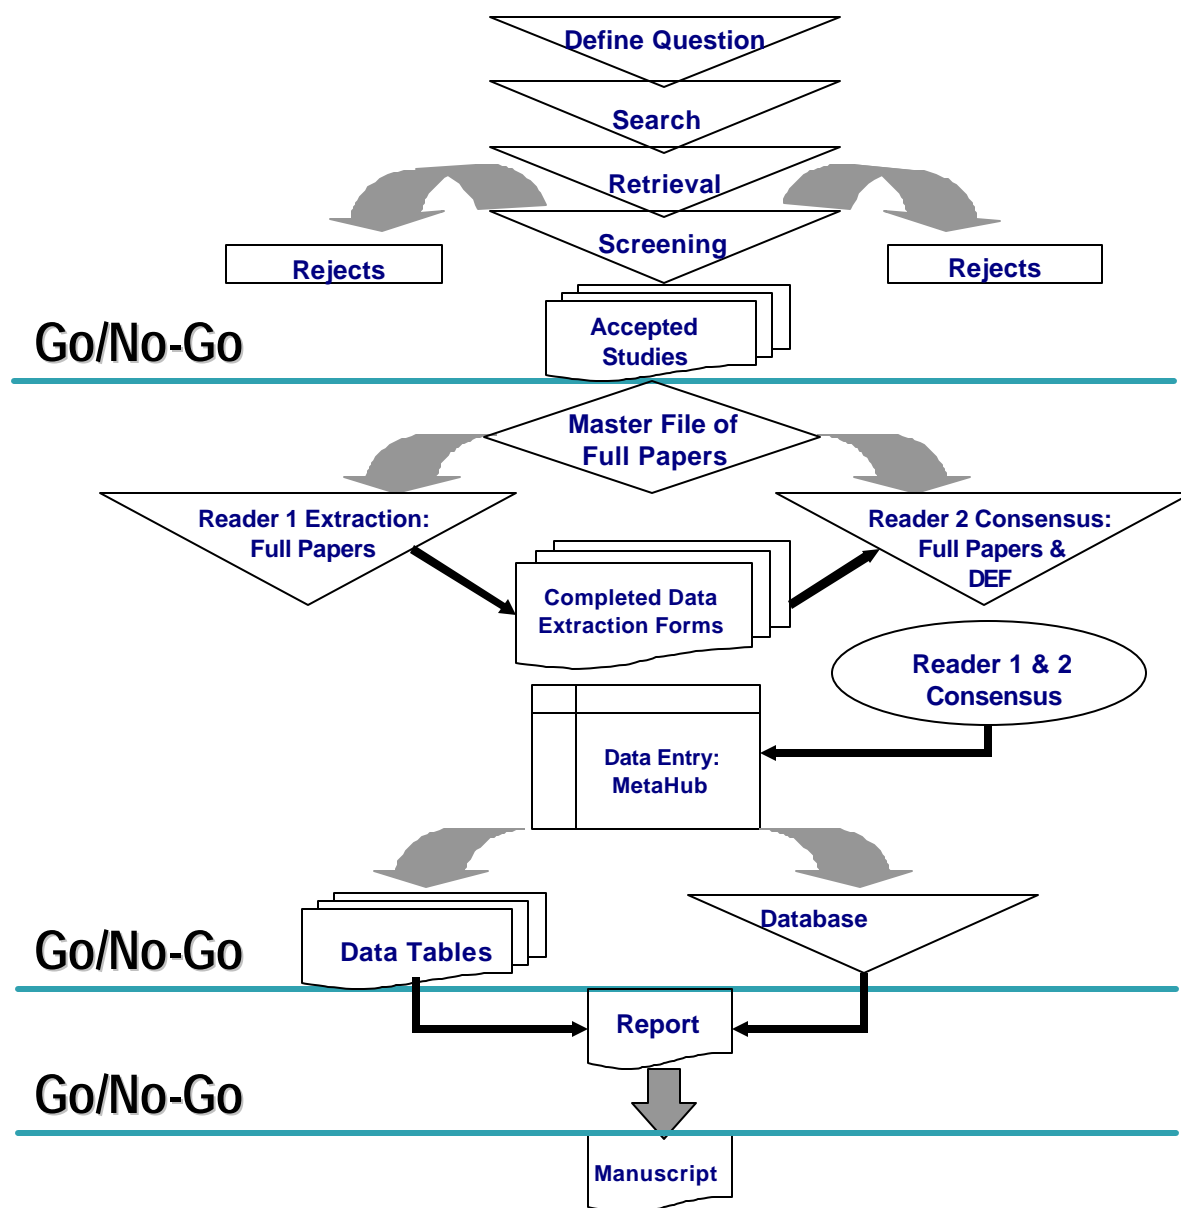 Define Question
Search
Retrieval
Screening
Rejects
Rejects
Accepted
Studies
Go/No-Go
Master File of
Full Papers
Reader 1 Extraction:
Full Papers
Reader 2 Consensus:
Full Papers &
DEF
Completed Data
Extraction Forms
Reader 1 & 2
Consensus
Data Entry:
MetaHub
Database
Data Tables
Go/No-Go
Report
Go/No-Go
Manuscript